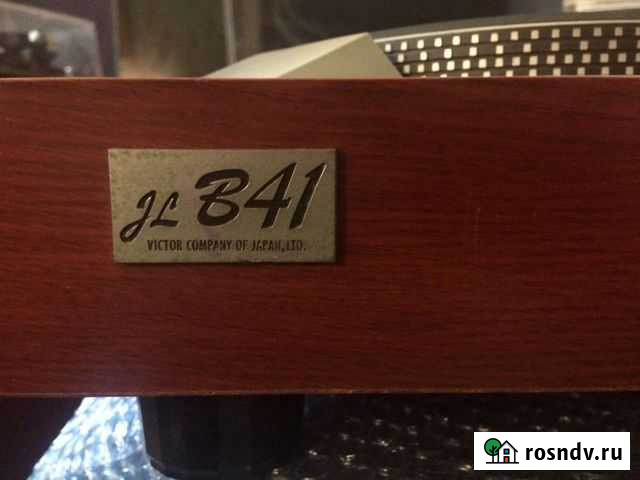 JL B41
VICTOR COMPANY OF JAPAN, LTD.
rosndv.ru